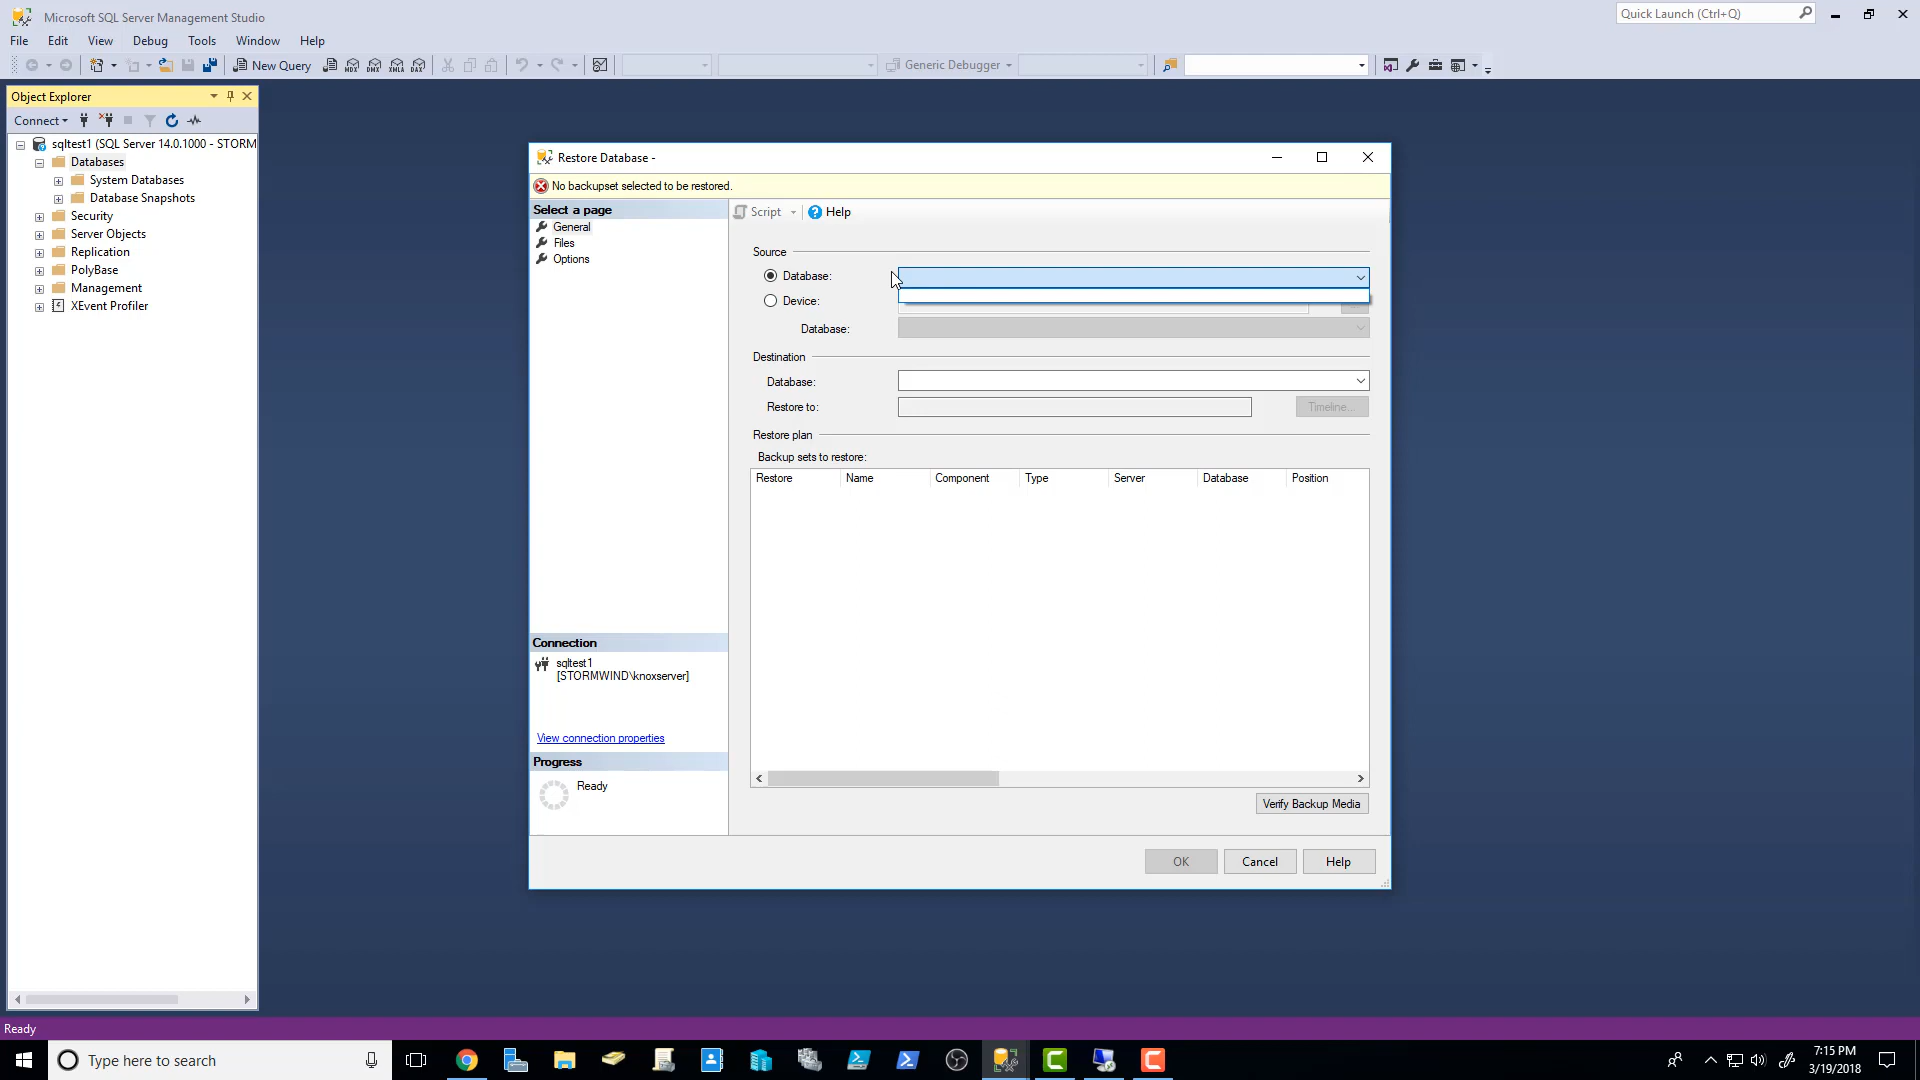 Microsoft SQL Server Management Studio
Quick Launch (Ctrl+Q)
File Edit View Debug Tools Window Help
New Query MDX DMX XMLA DAX Generic Debugger
Object Explorer
Connect
sqltest1 (SQL Server 14.0.1000 - STORM
Databases
System Databases
Database Snapshots
Security
Server Objects
Replication
PolyBase
Management
XEvent Profiler
Restore Database -
No backupset selected to be restored.
Select a page
General
Files
Options
Script Help
Source
Database:
Device:
Database:
Destination
Database:
Restore to:
Timeline...
Restore plan
Backup sets to restore:
Restore Name Component Type Server Database Position
Connection
sqltest1
[STORMWIND\knoxserver]
View connection properties
Progress
Ready
Verify Backup Media
OK Cancel Help
Ready
Type here to search
7:15 PM
3/19/2018